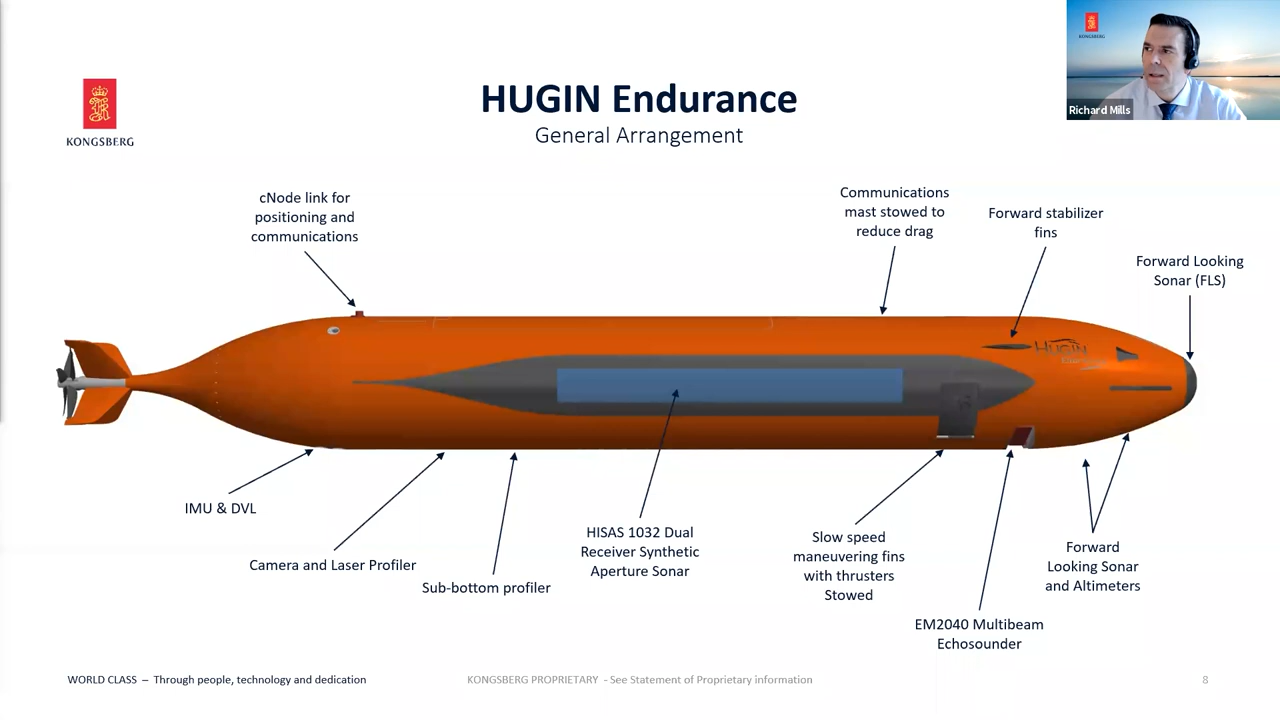 KONGSBERG
Richard Mills
KONGSBERG
HUGIN Endurance
General Arrangement
cNode link for
positioning and
communications
Communications
mast stowed to
reduce drag
Forward stabilizer
fins
Forward Looking
Sonar (FLS)
HUGIN
IMU & DVL
Camera and Laser Profiler
Sub-bottom profiler
HISAS 1032 Dual
Receiver Synthetic
Aperture Sonar
Slow speed
maneuvering fins
with thrusters
Stowed
EM2040 Multibeam
Echosounder
Forward
Looking Sonar
and Altimeters
WORLD CLASS – Through people, technology and dedication
KONGSBERG PROPRIETARY - See Statement of Proprietary information
8